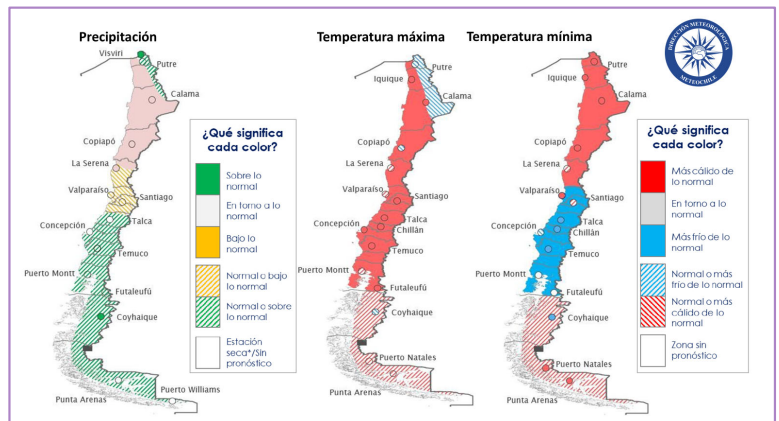 Precipitación
Visviri
Putre
Calama
Copiapó
La Serena
Valparaíso
Santiago
Concepción
Talca
Temuco
Puerto Montt
Futaleufú
Coyhaique
Puerto Williams
Punta Arenas
¿Qué significa
cada color?
Sobre lo
normal
En torno a lo
normal
Bajo lo
normal
Normal o bajo
lo normal
Normal o sobre
lo normal
Estación
seca*/Sin
pronóstico
Temperatura máxima
Putre
Iquique
Calama
Copiapó
La Serena
Valparaíso
Santiago
Talca
Concepción
Chillán
Temuco
Puerto Montt
Futaleufú
Coyhaique
Puerto Natales
Punta Arenas
Temperatura mínima
Putre
Iquique
Calama
Copiapó
La Serena
Valparaíso
Santiago
Talca
Concepción
Chillán
Temuco
Puerto Montt
Futaleufú
Coyhaique
Puerto Natales
Punta Arenas
¿Qué significa
cada color?
Más cálido de
lo normal
En torno a lo
normal
Más frío de lo
normal
Normal o más
frío de lo normal
Normal o más
cálido de lo
normal
Zona sin
pronóstico
DIRECCIÓN METEOROLÓGICA
METEOCHILE